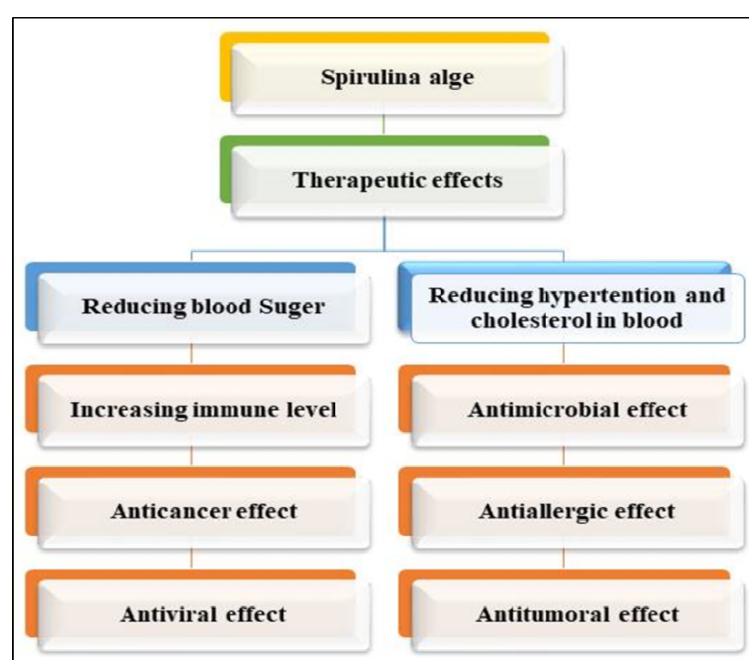 Spirulina alge
Therapeutic effects
Reducing blood Suger
Reducing hypertention and
cholesterol in blood
Increasing immune level
Antimicrobial effect
Anticancer effect
Antiallergic effect
Antiviral effect
Antitumoral effect